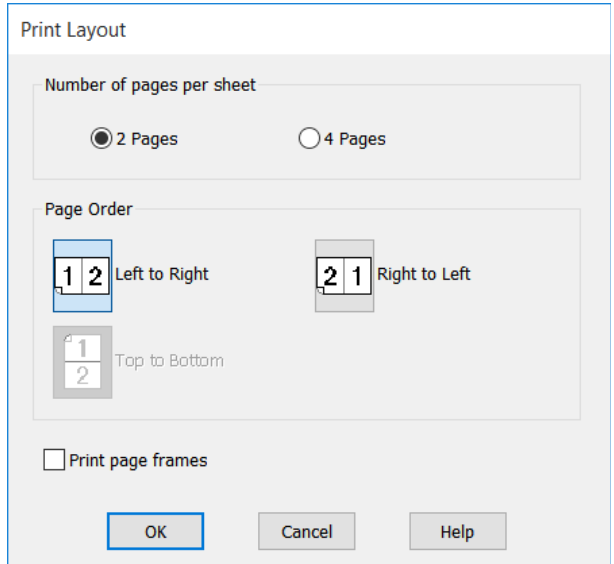 Print Layout
Number of pages per sheet
2 Pages 4 Pages
Page Order
1 2 Left to Right 2 1 Right to Left
1
2
Top to Bottom
Print page frames
OK Cancel Help